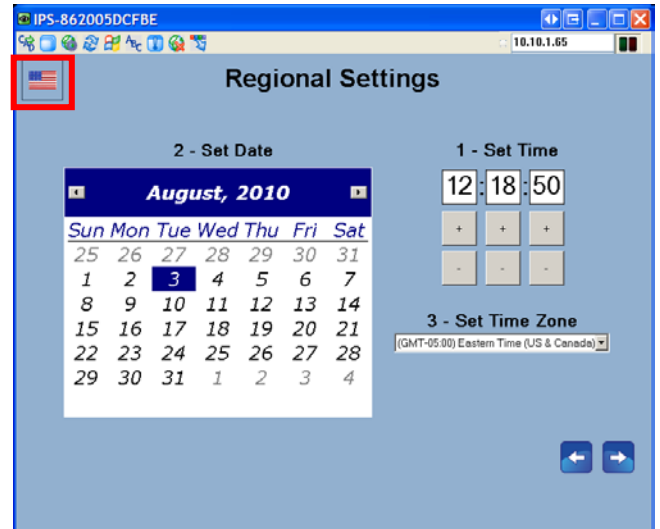 IPS-862005DCFBE
10.10.1.65
Regional Settings
2 - Set Date
August, 2010
Sun Mon Tue Wed Thu Fri Sat
25 26 27 28 29 30 31
1 2 3 4 5 6 7
8 9 10 11 12 13 14
15 16 17 18 19 20 21
22 23 24 25 26 27 28
29 30 31 1 2 3 4
1 - Set Time
12:18:50
+ + +
- - -
3 - Set Time Zone
(GMT-05:00) Eastern Time (US & Canada)